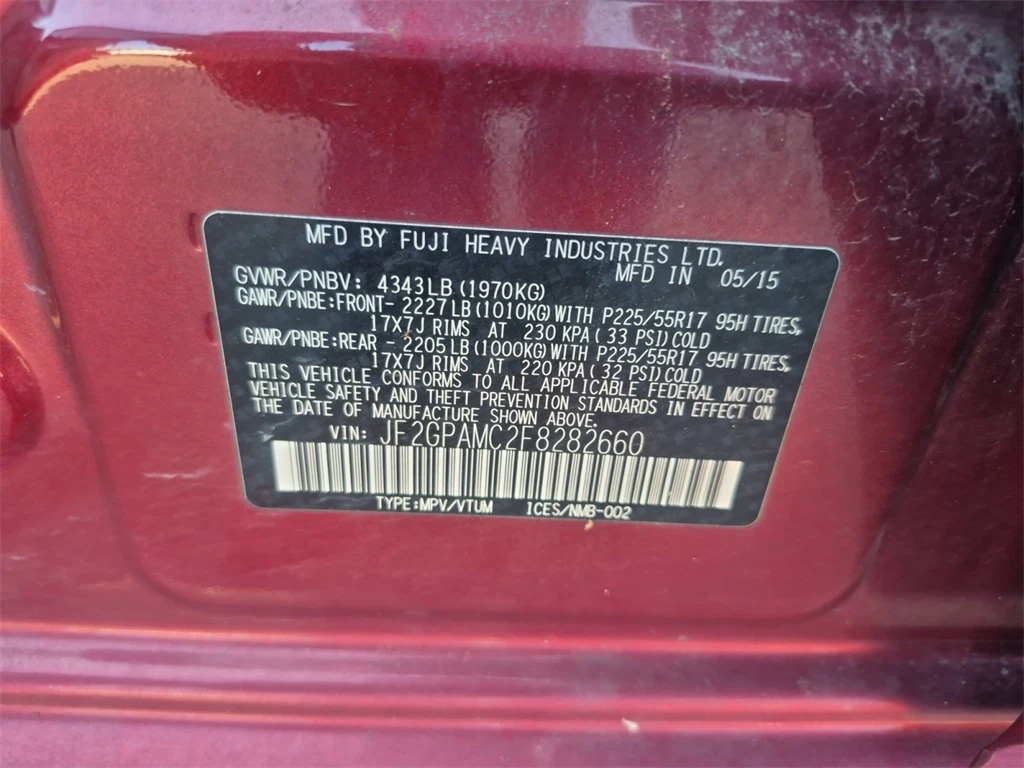 MFD BY FUJI HEAVY INDUSTRIES LTD.
MFD IN 05/15
GVWR/PNBV: 4343LB (1970KG)
GAWR/PNBE:FRONT- 2227LB (1010KG) WITH P225/55R17 95H TIRES,
17X7J RIMS AT 230 KPA ( 33 PSI) COLD
GAWR/PNBE:REAR - 2205LB (1000KG) WITH P225/55R17 95H TIRES,
17X7J RIMS AT 220 KPA ( 32 PSI) COLD
THIS VEHICLE CONFORMS TO ALL APPLICABLE FEDERAL MOTOR
VEHICLE SAFETY AND THEFT PREVENTION STANDARDS IN EFFECT ON
THE DATE OF MANUFACTURE SHOWN ABOVE.
VIN: JF2GPAMC2F8282660
TYPE:MPV/VTUM ICES/NMB-002